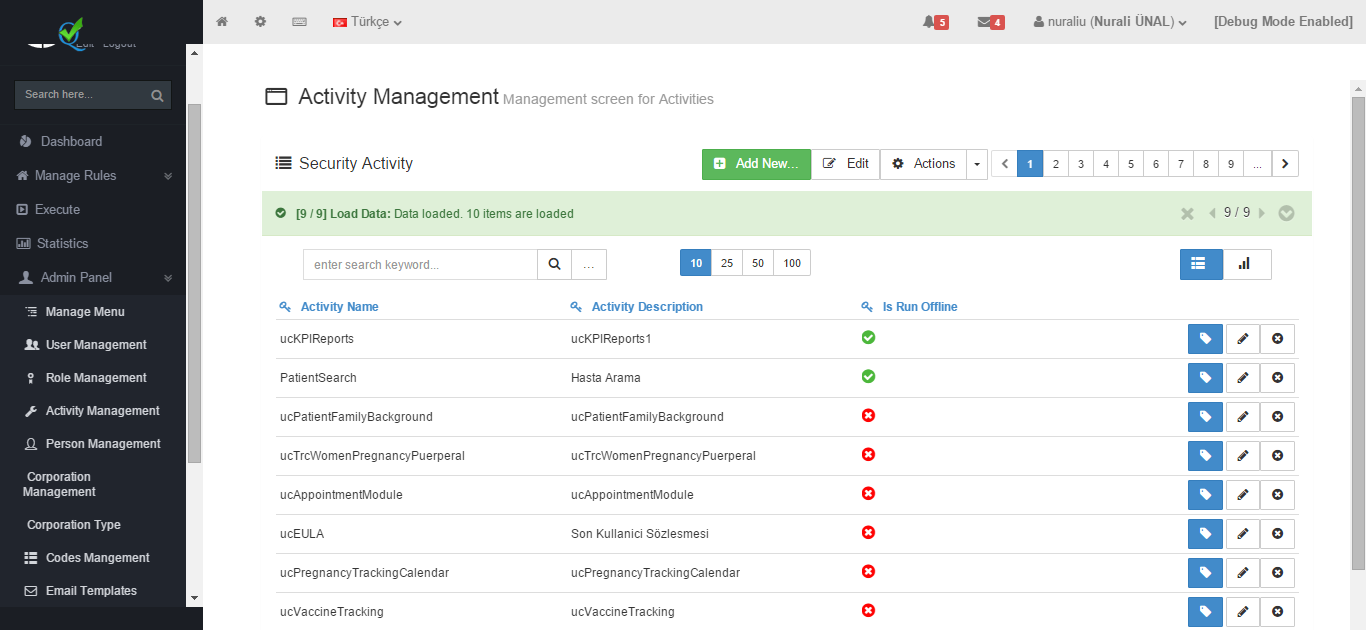 Türkçe
5
4
nuraliu (Nurali ÜNAL)
[Debug Mode Enabled]
Edit - Logout
Search here...
Dashboard
Manage Rules
Execute
Statistics
Admin Panel
Manage Menu
User Management
Role Management
Activity Management
Person Management
Corporation
Management
Corporation Type
Codes Mangement
Email Templates
Activity Management Management screen for Activities
Security Activity
Add New... Edit Actions
1 2 3 4 5 6 7 8 9 ...
[9 / 9] Load Data: Data loaded. 10 items are loaded
9 / 9
enter search keyword... ...
10 25 50 100
Activity Name Activity Description Is Run Offline
ucKPIReports ucKPIReports1
PatientSearch Hasta Arama
ucPatientFamilyBackground ucPatientFamilyBackground
ucTrcWomenPregnancyPuerperal ucTrcWomenPregnancyPuerperal
ucAppointmentModule ucAppointmentModule
ucEULA Son Kullanici Sözlesmesi
ucPregnancyTrackingCalendar ucPregnancyTrackingCalendar
ucVaccineTracking ucVaccineTracking